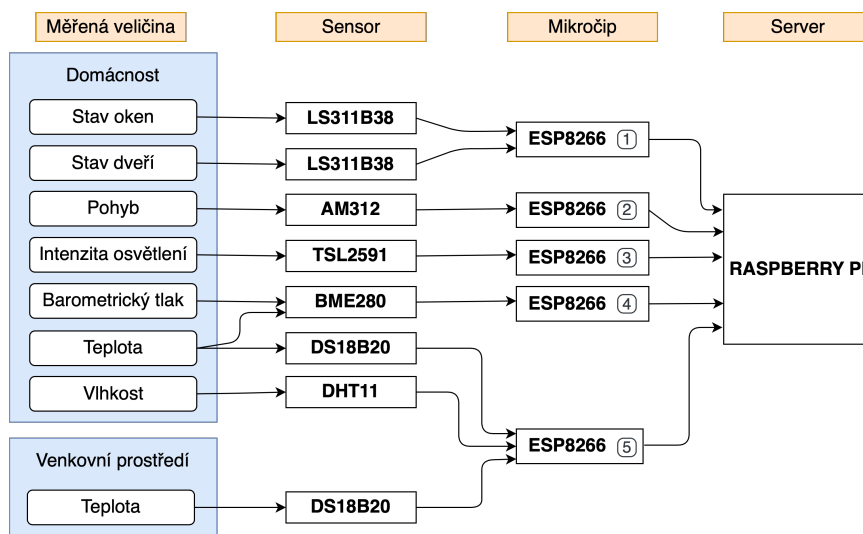 Měřená veličina
Sensor
Mikročip
Server
Domácnost
Stav oken
LS311B38
ESP8266 1
Stav dveří
LS311B38
Pohyb
AM312
ESP8266 2
Intenzita osvětlení
TSL2591
ESP8266 3
RASPBERRY PI
Barometrický tlak
BME280
ESP8266 4
Teplota
DS18B20
Vlhkost
DHT11
ESP8266 5
Venkovní prostředí
Teplota
DS18B20